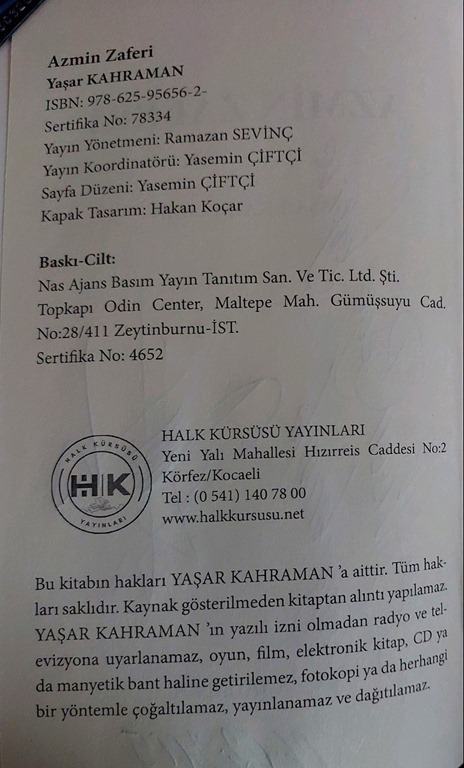 Azmin Zaferi
Yaşar KAHRAMAN
ISBN: 978-625-95656-2-
Sertifika No: 78334
Yayın Yönetmeni: Ramazan SEVİNÇ
Yayın Koordinatörü: Yasemin ÇİFTÇİ
Sayfa Düzeni: Yasemin ÇİFTÇİ
Kapak Tasarım: Hakan Koçar
Baskı-Cilt:
Nas Ajans Basım Yayın Tanıtım San. Ve Tic. Ltd. Şti.
Topkapı Odin Center, Maltepe Mah. Gümüşsuyu Cad.
No:28/411 Zeytinburnu-İST.
Sertifika No: 4652
HALK KÜRSÜSÜ
HK
YAYINLARI
HALK KÜRSÜSÜ YAYINLARI
Yeni Yalı Mahallesi Hızırreis Caddesi No:2
Körfez/Kocaeli
Tel : (0 541) 140 78 00
www.halkkursusu.net
Bu kitabın hakları YAŞAR KAHRAMAN 'a aittir. Tüm hak-
ları saklıdır. Kaynak gösterilmeden kitaptan alıntı yapılamaz.
YAŞAR KAHRAMAN 'ın yazılı izni olmadan radyo ve tel-
evizyona uyarlanamaz, oyun, film, elektronik kitap, CD ya
da manyetik bant haline getirilemez, fotokopi ya da herhangi
bir yöntemle çoğaltılamaz, yayınlanamaz ve dağıtılamaz.